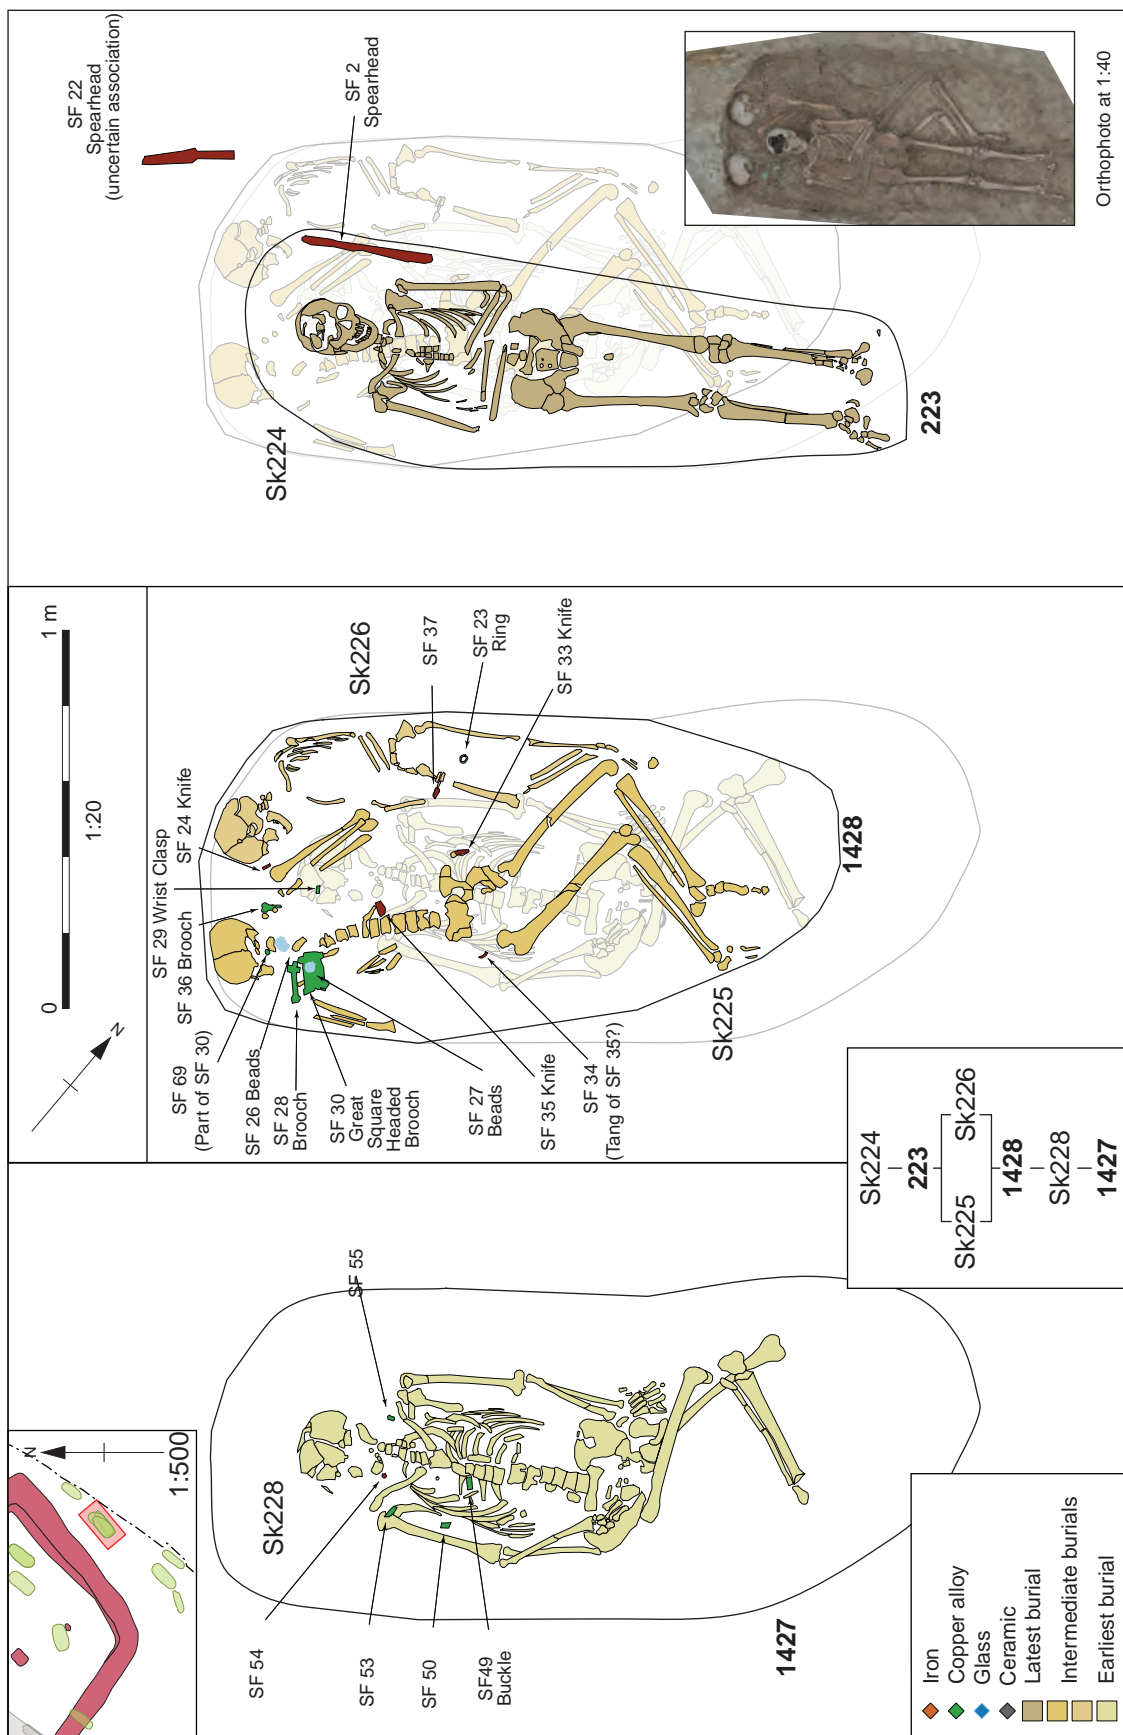 N
1:500
Sk228
SF 55
SF 54
SF 53
SF 50
SF49
Buckle
1427
Iron
Copper alloy
Glass
Ceramic
Latest burial
Intermediate burials
Earliest burial
0
1 m
1:20
N
SF 69
(Part of SF 30)
SF 36 Brooch
SF 29 Wrist Clasp
SF 24 Knife
SF 26 Beads
SF 28
Brooch
SF 30
Great
Square
Headed
Brooch
SF 27
Beads
SF 35 Knife
SF 34
(Tang of SF 35?)
Sk226
SF 37
SF 23
Ring
SF 33 Knife
Sk225
1428
Sk224
223
Sk225
Sk226
1428
Sk228
1427
SF 22
Spearhead
(uncertain association)
SF 2
Spearhead
Sk224
223
Orthophoto at 1:40